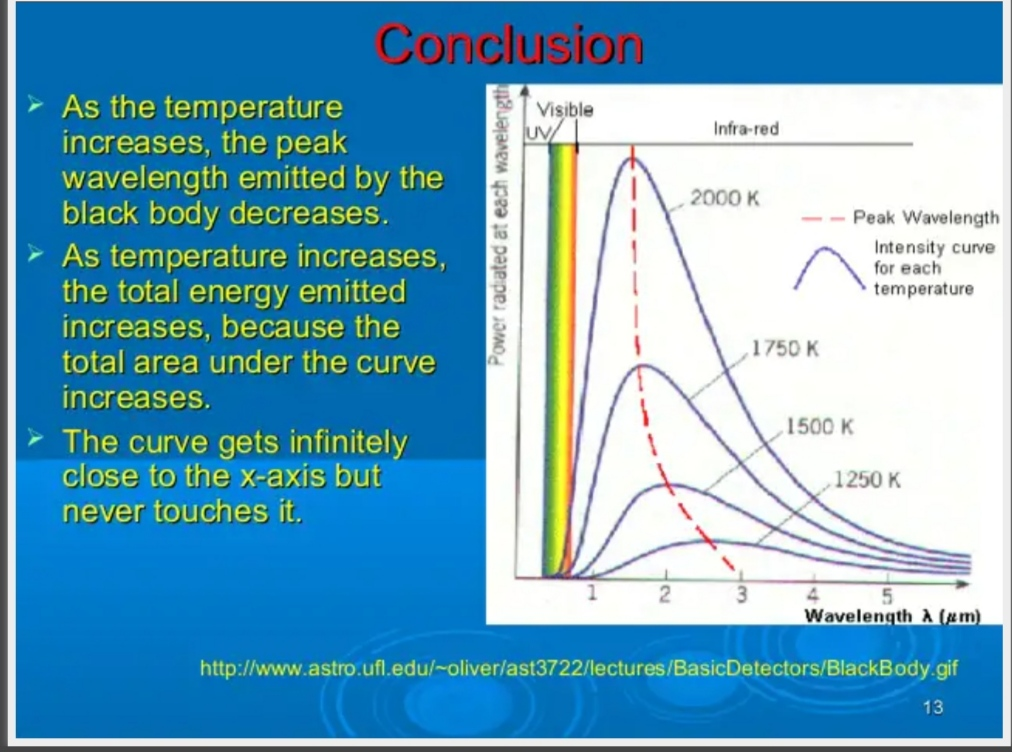 Conclusion
As the temperature
increases, the peak
wavelength emitted by the
black body decreases.
As temperature increases,
the total energy emitted
increases, because the
total area under the curve
increases.
The curve gets infinitely
close to the x-axis but
never touches it.
Power radiated at each wavelength
Visible
UV
Infra-red
2000 K
Peak Wavelength
Intensity curve
for each
temperature
1750 K
1500 K
1250 K
1 2 3 4 5
Wavelength λ (μm)
http://www.astro.ufl.edu/~oliver/ast3722/lectures/BasicDetectors/BlackBody.gif
13